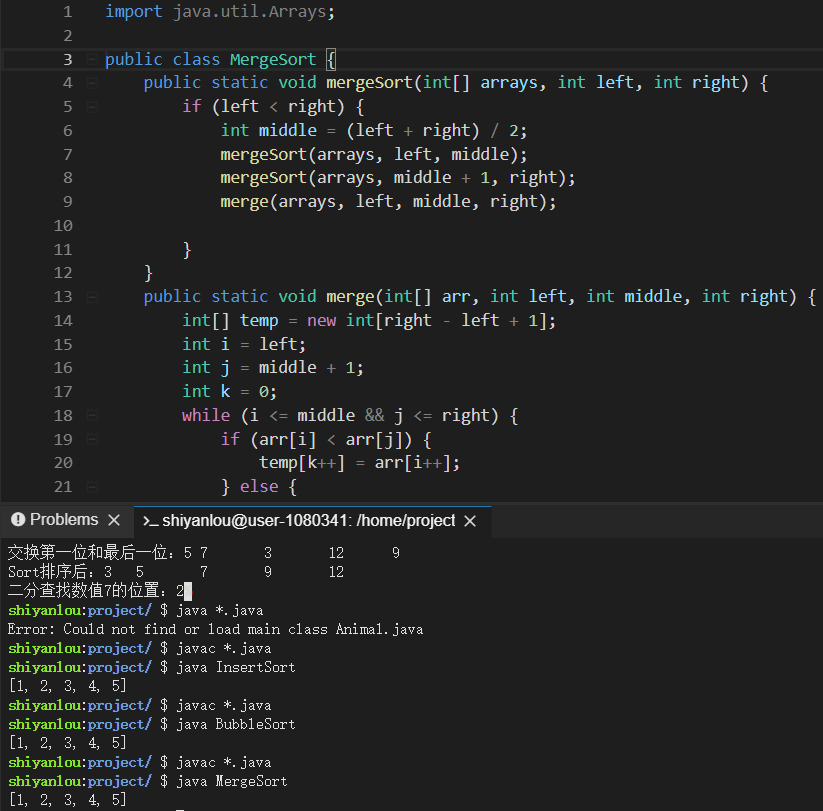 1 import java.util.Arrays;
2
3 public class MergeSort {
4 public static void mergeSort(int[] arrays, int left, int right) {
5 if (left < right) {
6 int middle = (left + right) / 2;
7 mergeSort(arrays, left, middle);
8 mergeSort(arrays, middle + 1, right);
9 merge(arrays, left, middle, right);
10
11 }
12 }
13 public static void merge(int[] arr, int left, int middle, int right) {
14 int[] temp = new int[right - left + 1];
15 int i = left;
16 int j = middle + 1;
17 int k = 0;
18 while (i <= middle && j <= right) {
19 if (arr[i] < arr[j]) {
20 temp[k++] = arr[i++];
21 } else {
Problems × >_ shiyanlou@user-1080341: /home/project ×
交换第一位和最后一位：5 7 3 12 9
Sort排序后：3 5 7 9 12
二分查找数值7的位置：2
shiyanlou:project/ $ java *.java
Error: Could not find or load main class Animal.java
shiyanlou:project/ $ javac *.java
shiyanlou:project/ $ java InsertSort
[1, 2, 3, 4, 5]
shiyanlou:project/ $ javac *.java
shiyanlou:project/ $ java BubbleSort
[1, 2, 3, 4, 5]
shiyanlou:project/ $ javac *.java
shiyanlou:project/ $ java MergeSort
[1, 2, 3, 4, 5]